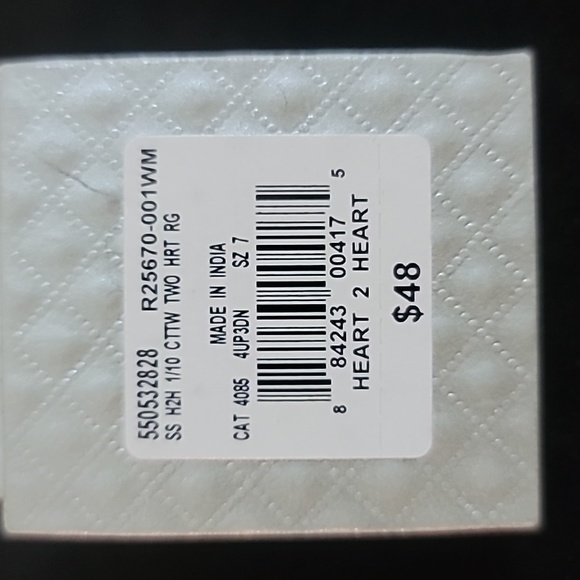 550532828 R25670-001WM
SS H2H 1/10 CTTW TWO HRT RG
MADE IN INDIA
CAT 4085 4UP3DN SZ 7
8 84243 00417 5
HEART 2 HEART
$48